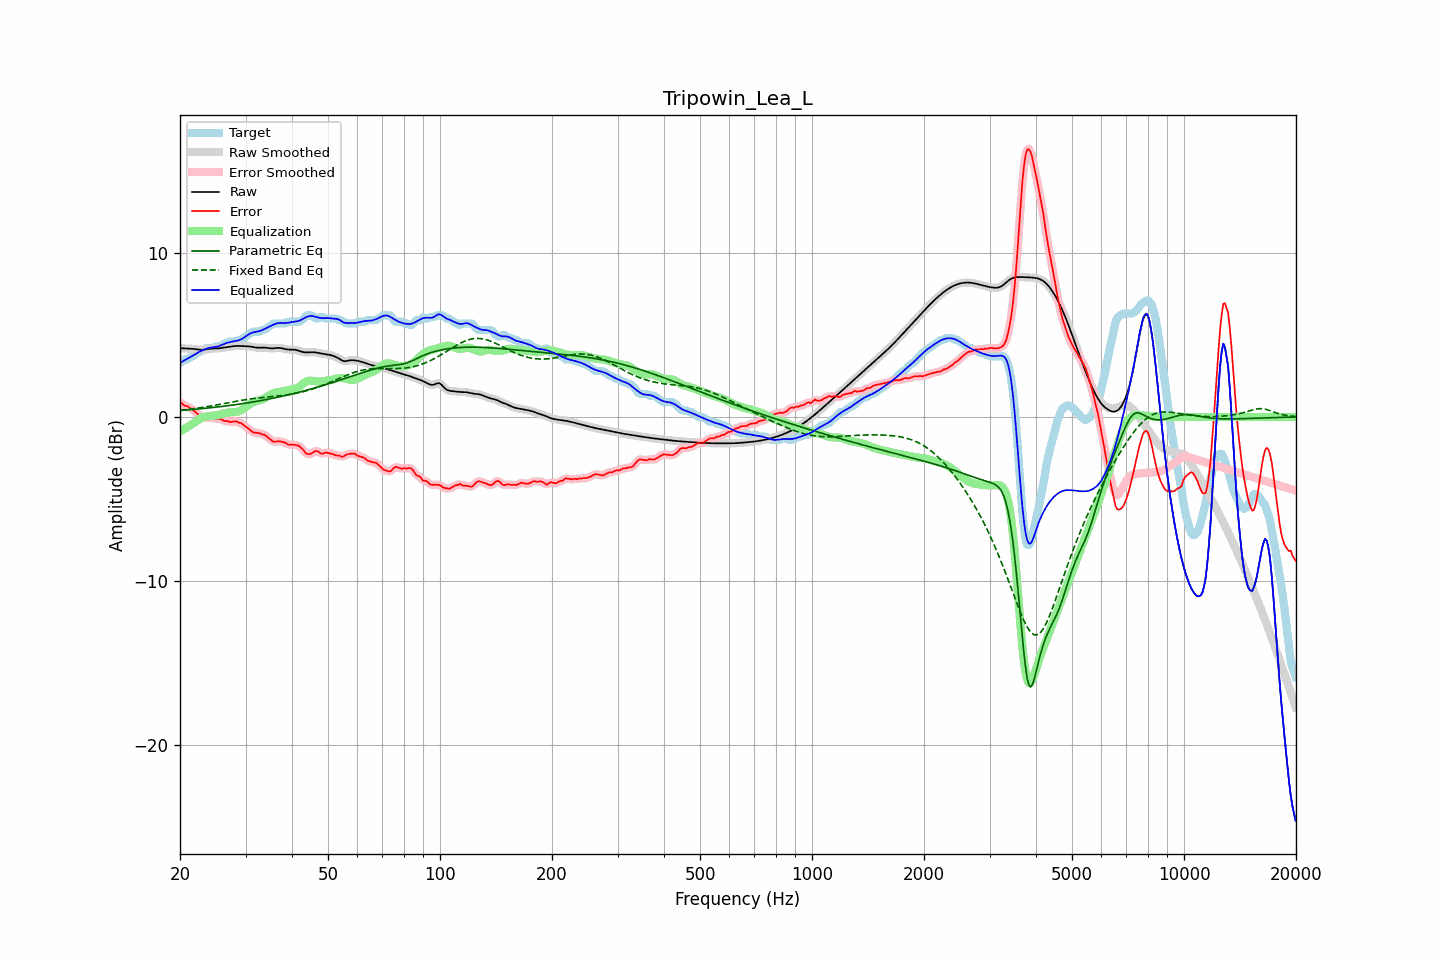 Tripowin_Lea_L
Target
Raw Smoothed
Error Smoothed
Raw
Error
Equalization
Parametric Eq
Fixed Band Eq
Equalized
10
0
−10
−20
Amplitude (dBr)
20
50
100
200
500
1000
2000
5000
10000
20000
Frequency (Hz)